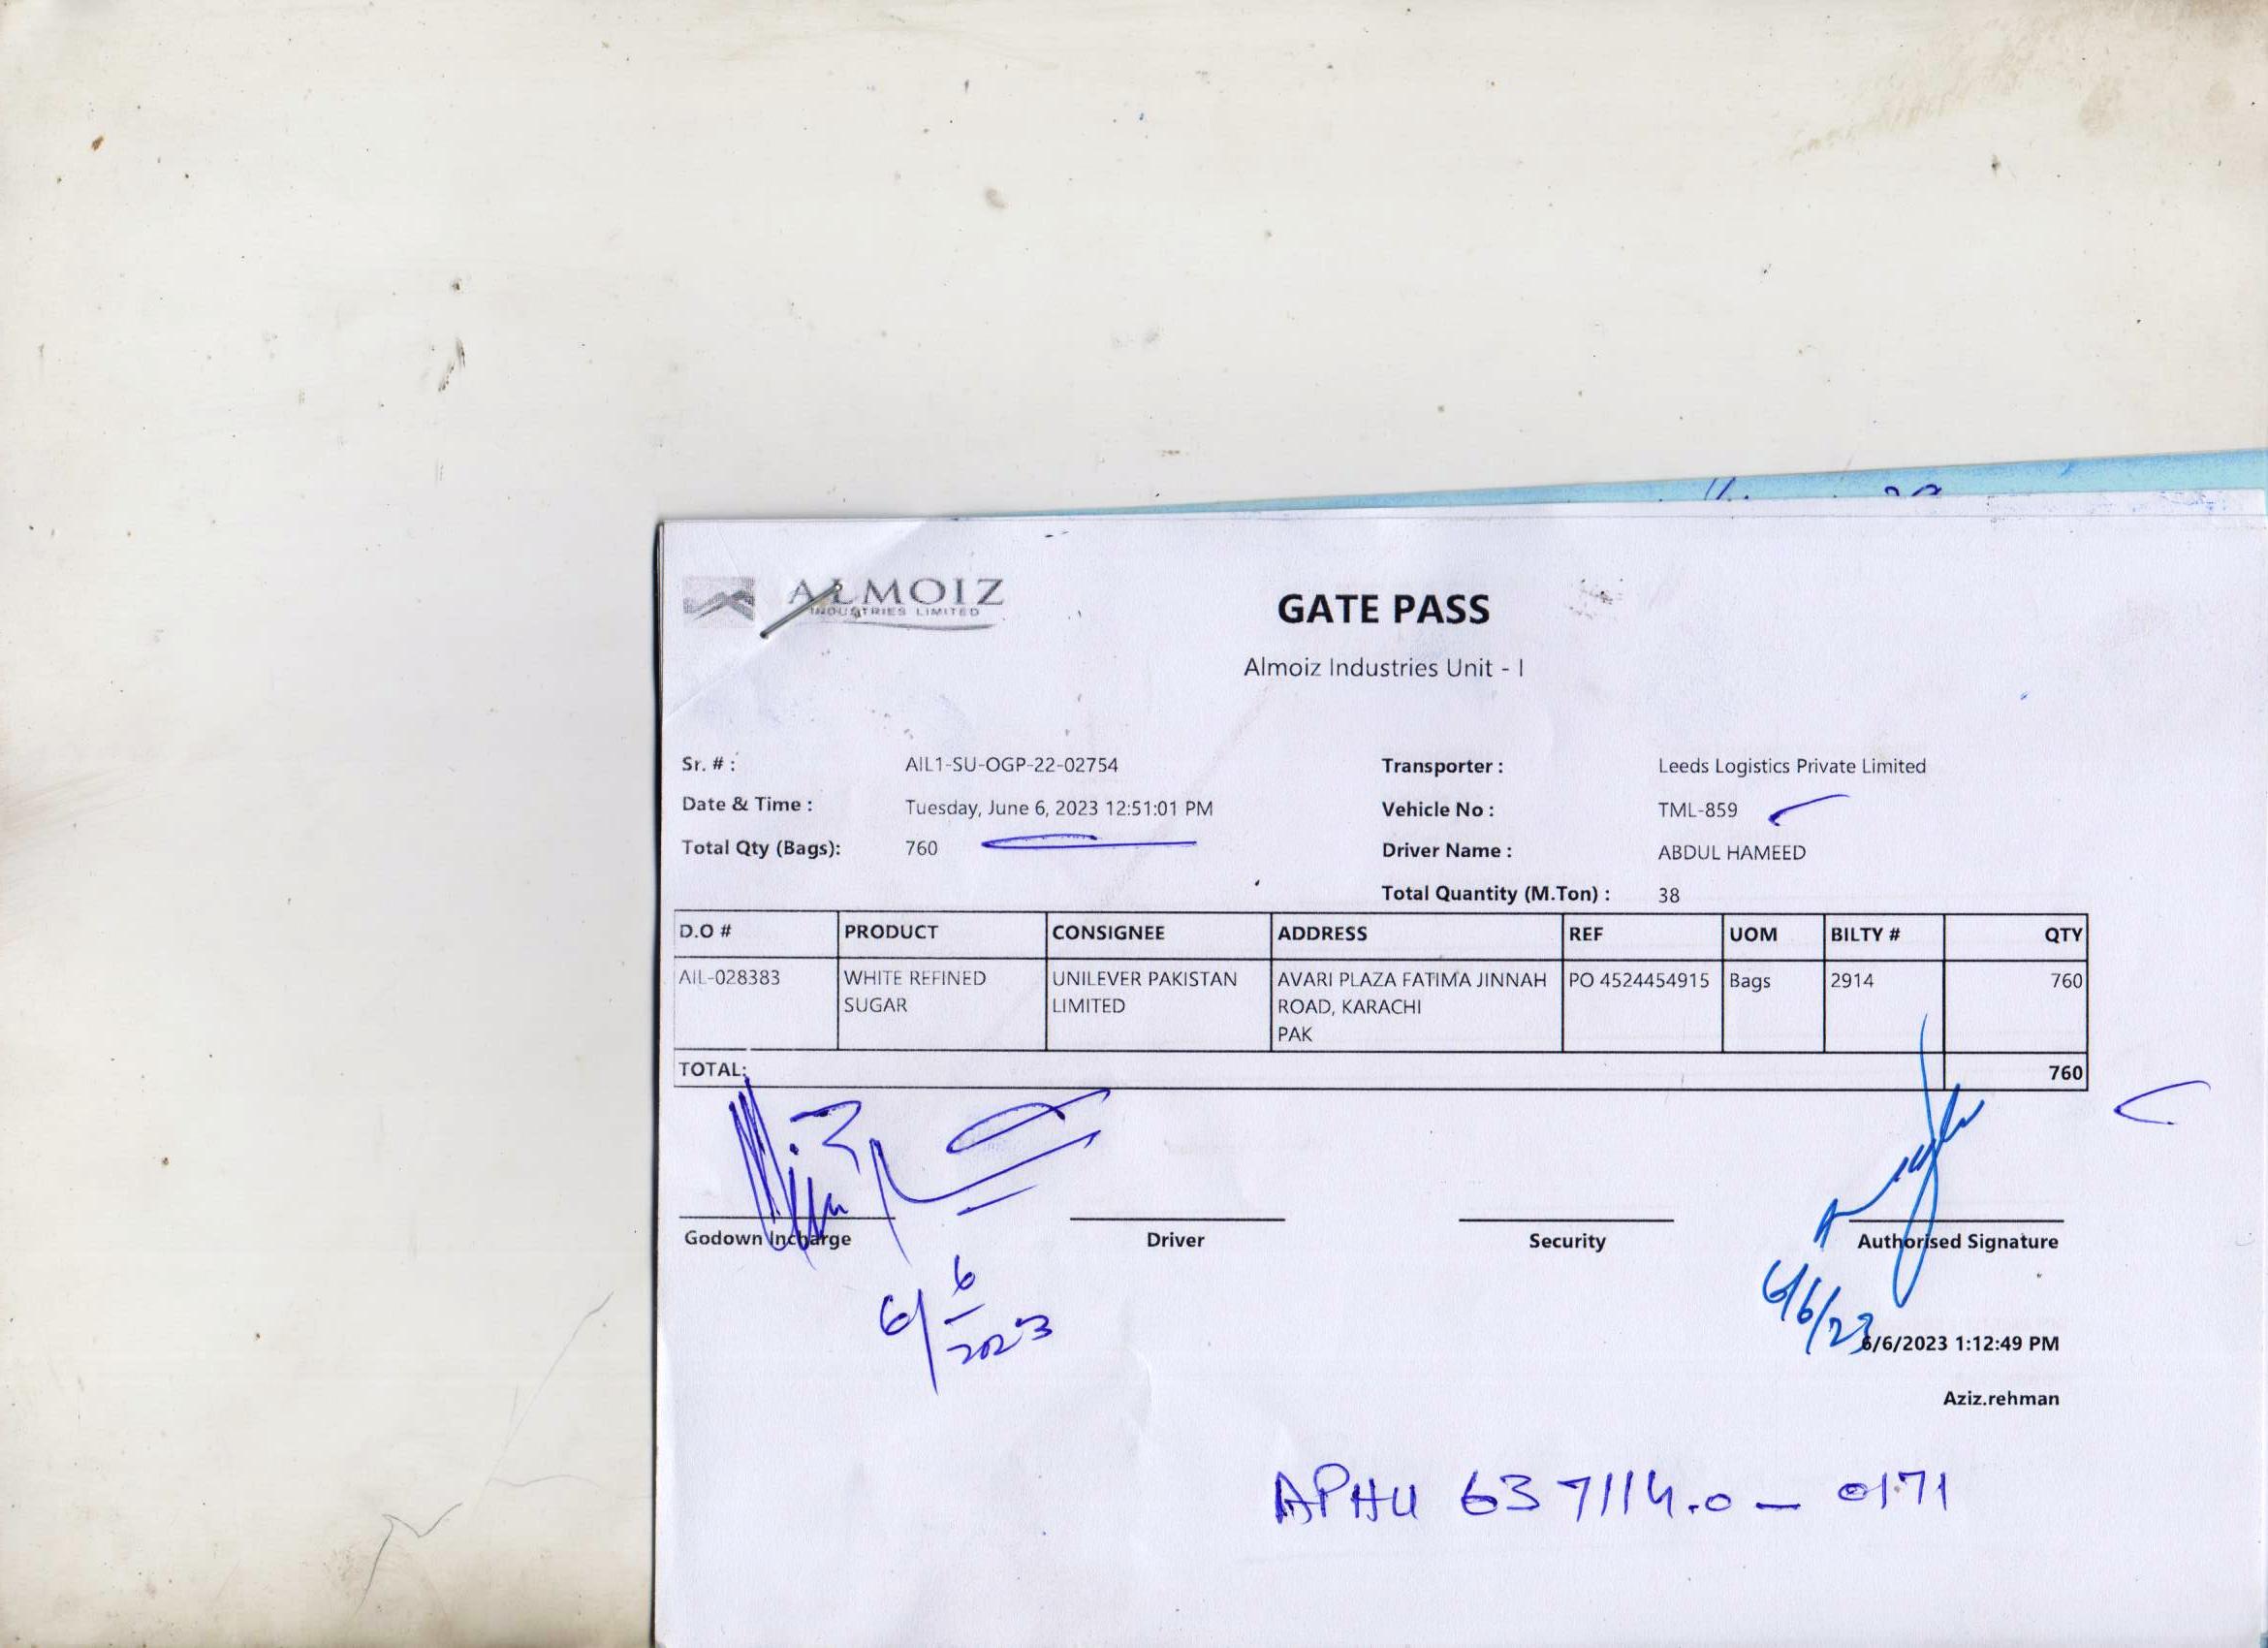 ALMOIZ
INDUSTRIES LIMITED
GATE PASS
Almoiz Industries Unit - I
Sr. # : AIL1-SU-OGP-22-02754
Transporter : Leeds Logistics Private Limited
Date & Time : Tuesday, June 6, 2023 12:51:01 PM
Vehicle No : TML-859
Total Qty (Bags): 760
Driver Name : ABDUL HAMEED
Total Quantity (M.Ton) : 38
D.O # PRODUCT CONSIGNEE ADDRESS REF UOM BILTY # QTY
AIL-028383 WHITE REFINED UNILEVER PAKISTAN AVARI PLAZA FATIMA JINNAH PO 4524454915 Bags 2914 760
SUGAR LIMITED ROAD, KARACHI
PAK
TOTAL: 760
Godown Incharge Driver Security Authorised Signature
6/6/2023
6/6/23
6/6/2023 1:12:49 PM
Aziz.rehman
APHU 637114.0 - 0171